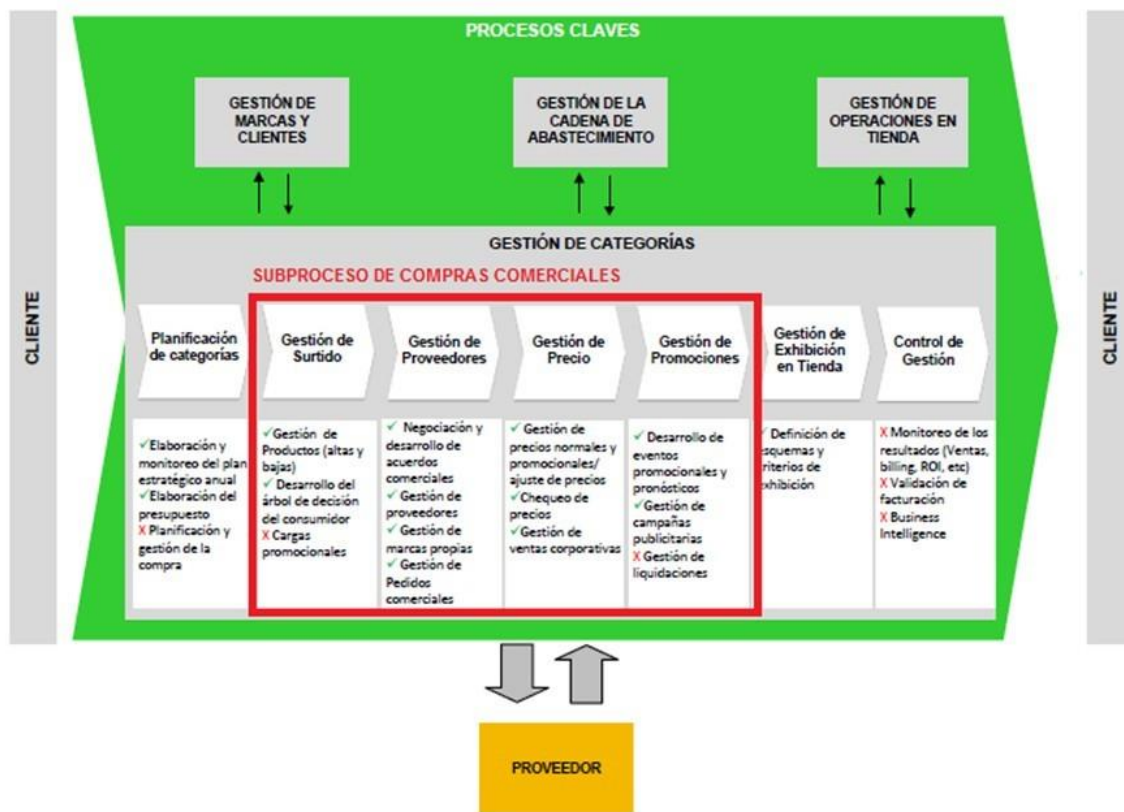 PROCESOS CLAVES
CLIENTE
GESTIÓN DE
MARCAS Y
CLIENTES
GESTIÓN DE LA
CADENA DE
ABASTECIMIENTO
GESTIÓN DE
OPERACIONES EN
TIENDA
GESTIÓN DE CATEGORÍAS
SUBPROCESO DE COMPRAS COMERCIALES
Planificación
de categorías
Gestión de
Surtido
Gestión de
Proveedores
Gestión de
Precio
Gestión de
Promociones
Gestión de
Exhibición
en Tienda
Control de
Gestión
✓Elaboración y
monitoreo del plan
estratégico anual
✓Elaboración del
presupuesto
X Planificación y
gestión de la
compra
✓Gestión de
Productos (altas y
bajas)
✓ Desarrollo del
árbol de decisión
del consumidor
X Cargas
promocionales
✓ Negociación y
desarrollo de
acuerdos
comerciales
✓ Gestión de
proveedores
✓ Gestión de
marcas propias
✓ Gestión de
Pedidos
comerciales
✓ Gestión de
precios normales y
promocionales/
ajuste de precios
✓Chequeo de
precios
✓Gestión de
ventas corporativas
✓ Desarrollo de
eventos
promocionales y
pronósticos
✓Gestión de
campañas
publicitarias
X Gestión de
liquidaciones
✓ Definición de
esquemas y
criterios de
exhibición
X Monitoreo de los
resultados (Ventas,
billing, ROI, etc)
X Validación de
facturación
X Business
Intelligence
CLIENTE
PROVEEDOR